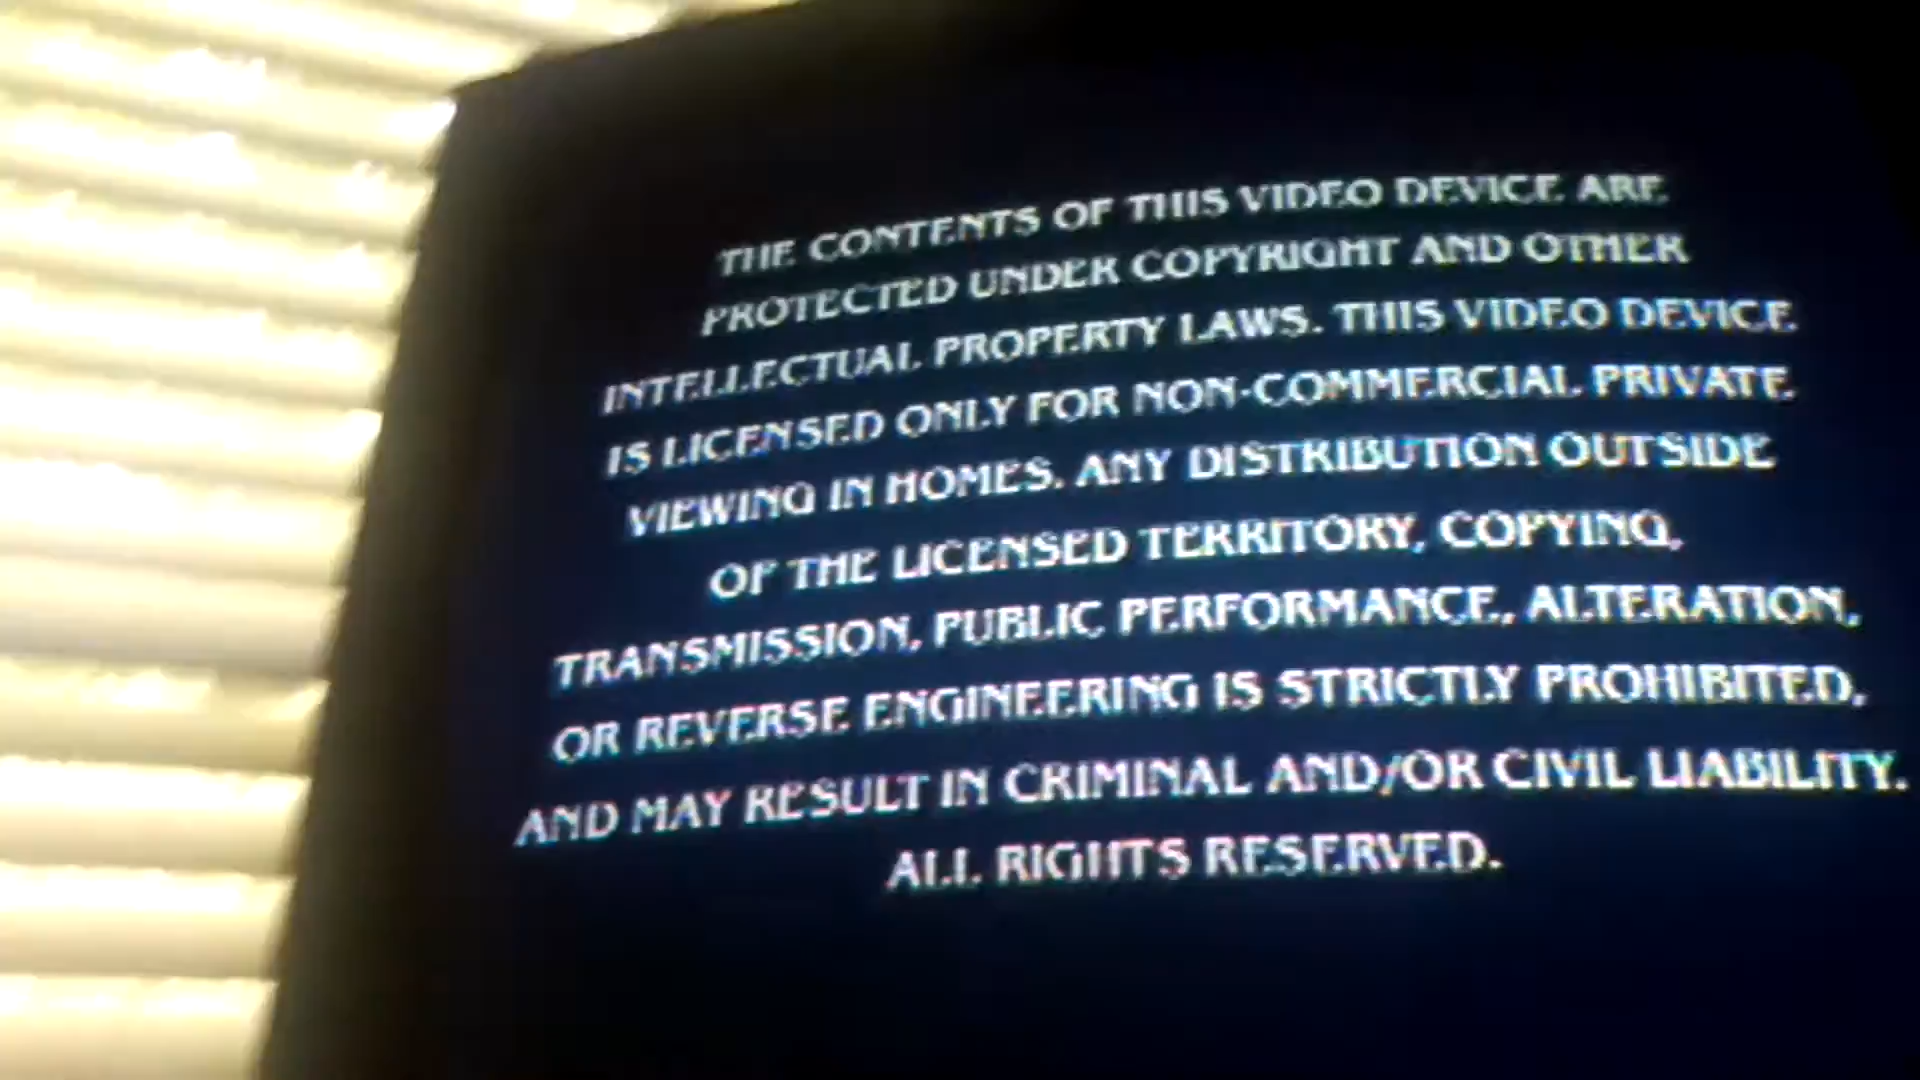 THE CONTENTS OF THIS VIDEO DEVICE ARE
PROTECTED UNDER COPYRIGHT AND OTHER
INTELLECTUAL PROPERTY LAWS. THIS VIDEO DEVICE
IS LICENSED ONLY FOR NON-COMMERCIAL PRIVATE
VIEWING IN HOMES. ANY DISTRIBUTION OUTSIDE
OF THE LICENSED TERRITORY, COPYING,
TRANSMISSION, PUBLIC PERFORMANCE, ALTERATION,
OR REVERSE ENGINEERING IS STRICTLY PROHIBITED,
AND MAY RESULT IN CRIMINAL AND/OR CIVIL LIABILITY.
ALL RIGHTS RESERVED.